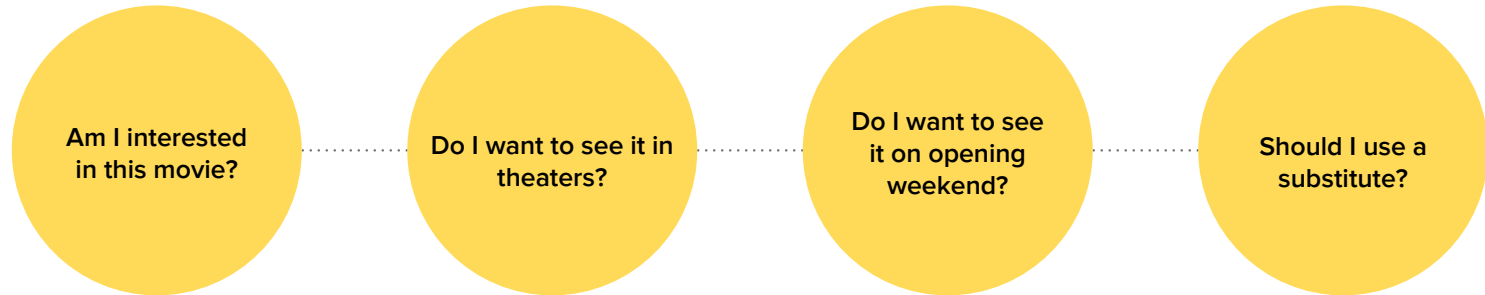 Am I interested
in this movie?
Do I want to see it in
theaters?
Do I want to see
it on opening
weekend?
Should I use a
substitute?